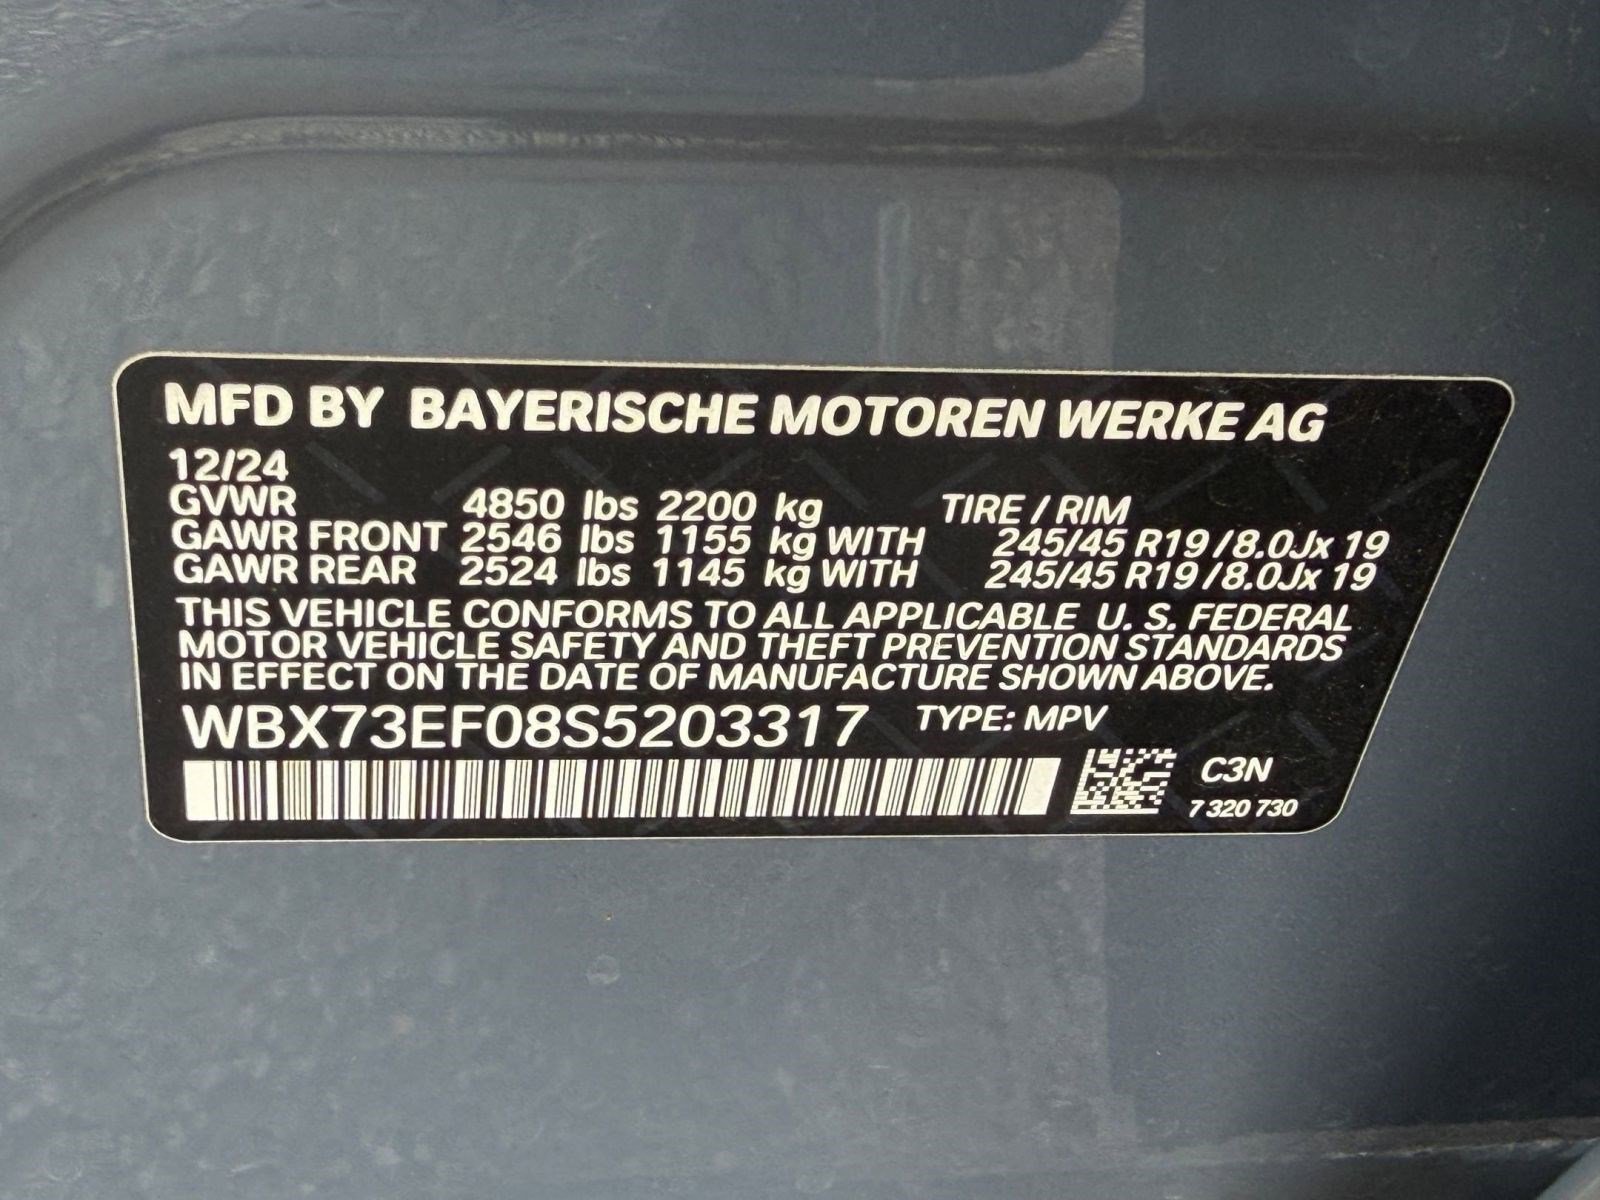 MFD BY BAYERISCHE MOTOREN WERKE AG
12/24
GVWR 4850 lbs 2200 kg TIRE / RIM
GAWR FRONT 2546 lbs 1155 kg WITH 245/45 R19 / 8.0Jx 19
GAWR REAR 2524 lbs 1145 kg WITH 245/45 R19 / 8.0Jx 19
THIS VEHICLE CONFORMS TO ALL APPLICABLE U. S. FEDERAL
MOTOR VEHICLE SAFETY AND THEFT PREVENTION STANDARDS
IN EFFECT ON THE DATE OF MANUFACTURE SHOWN ABOVE.
WBX73EF08S5203317 TYPE: MPV
C3N
7 320 730